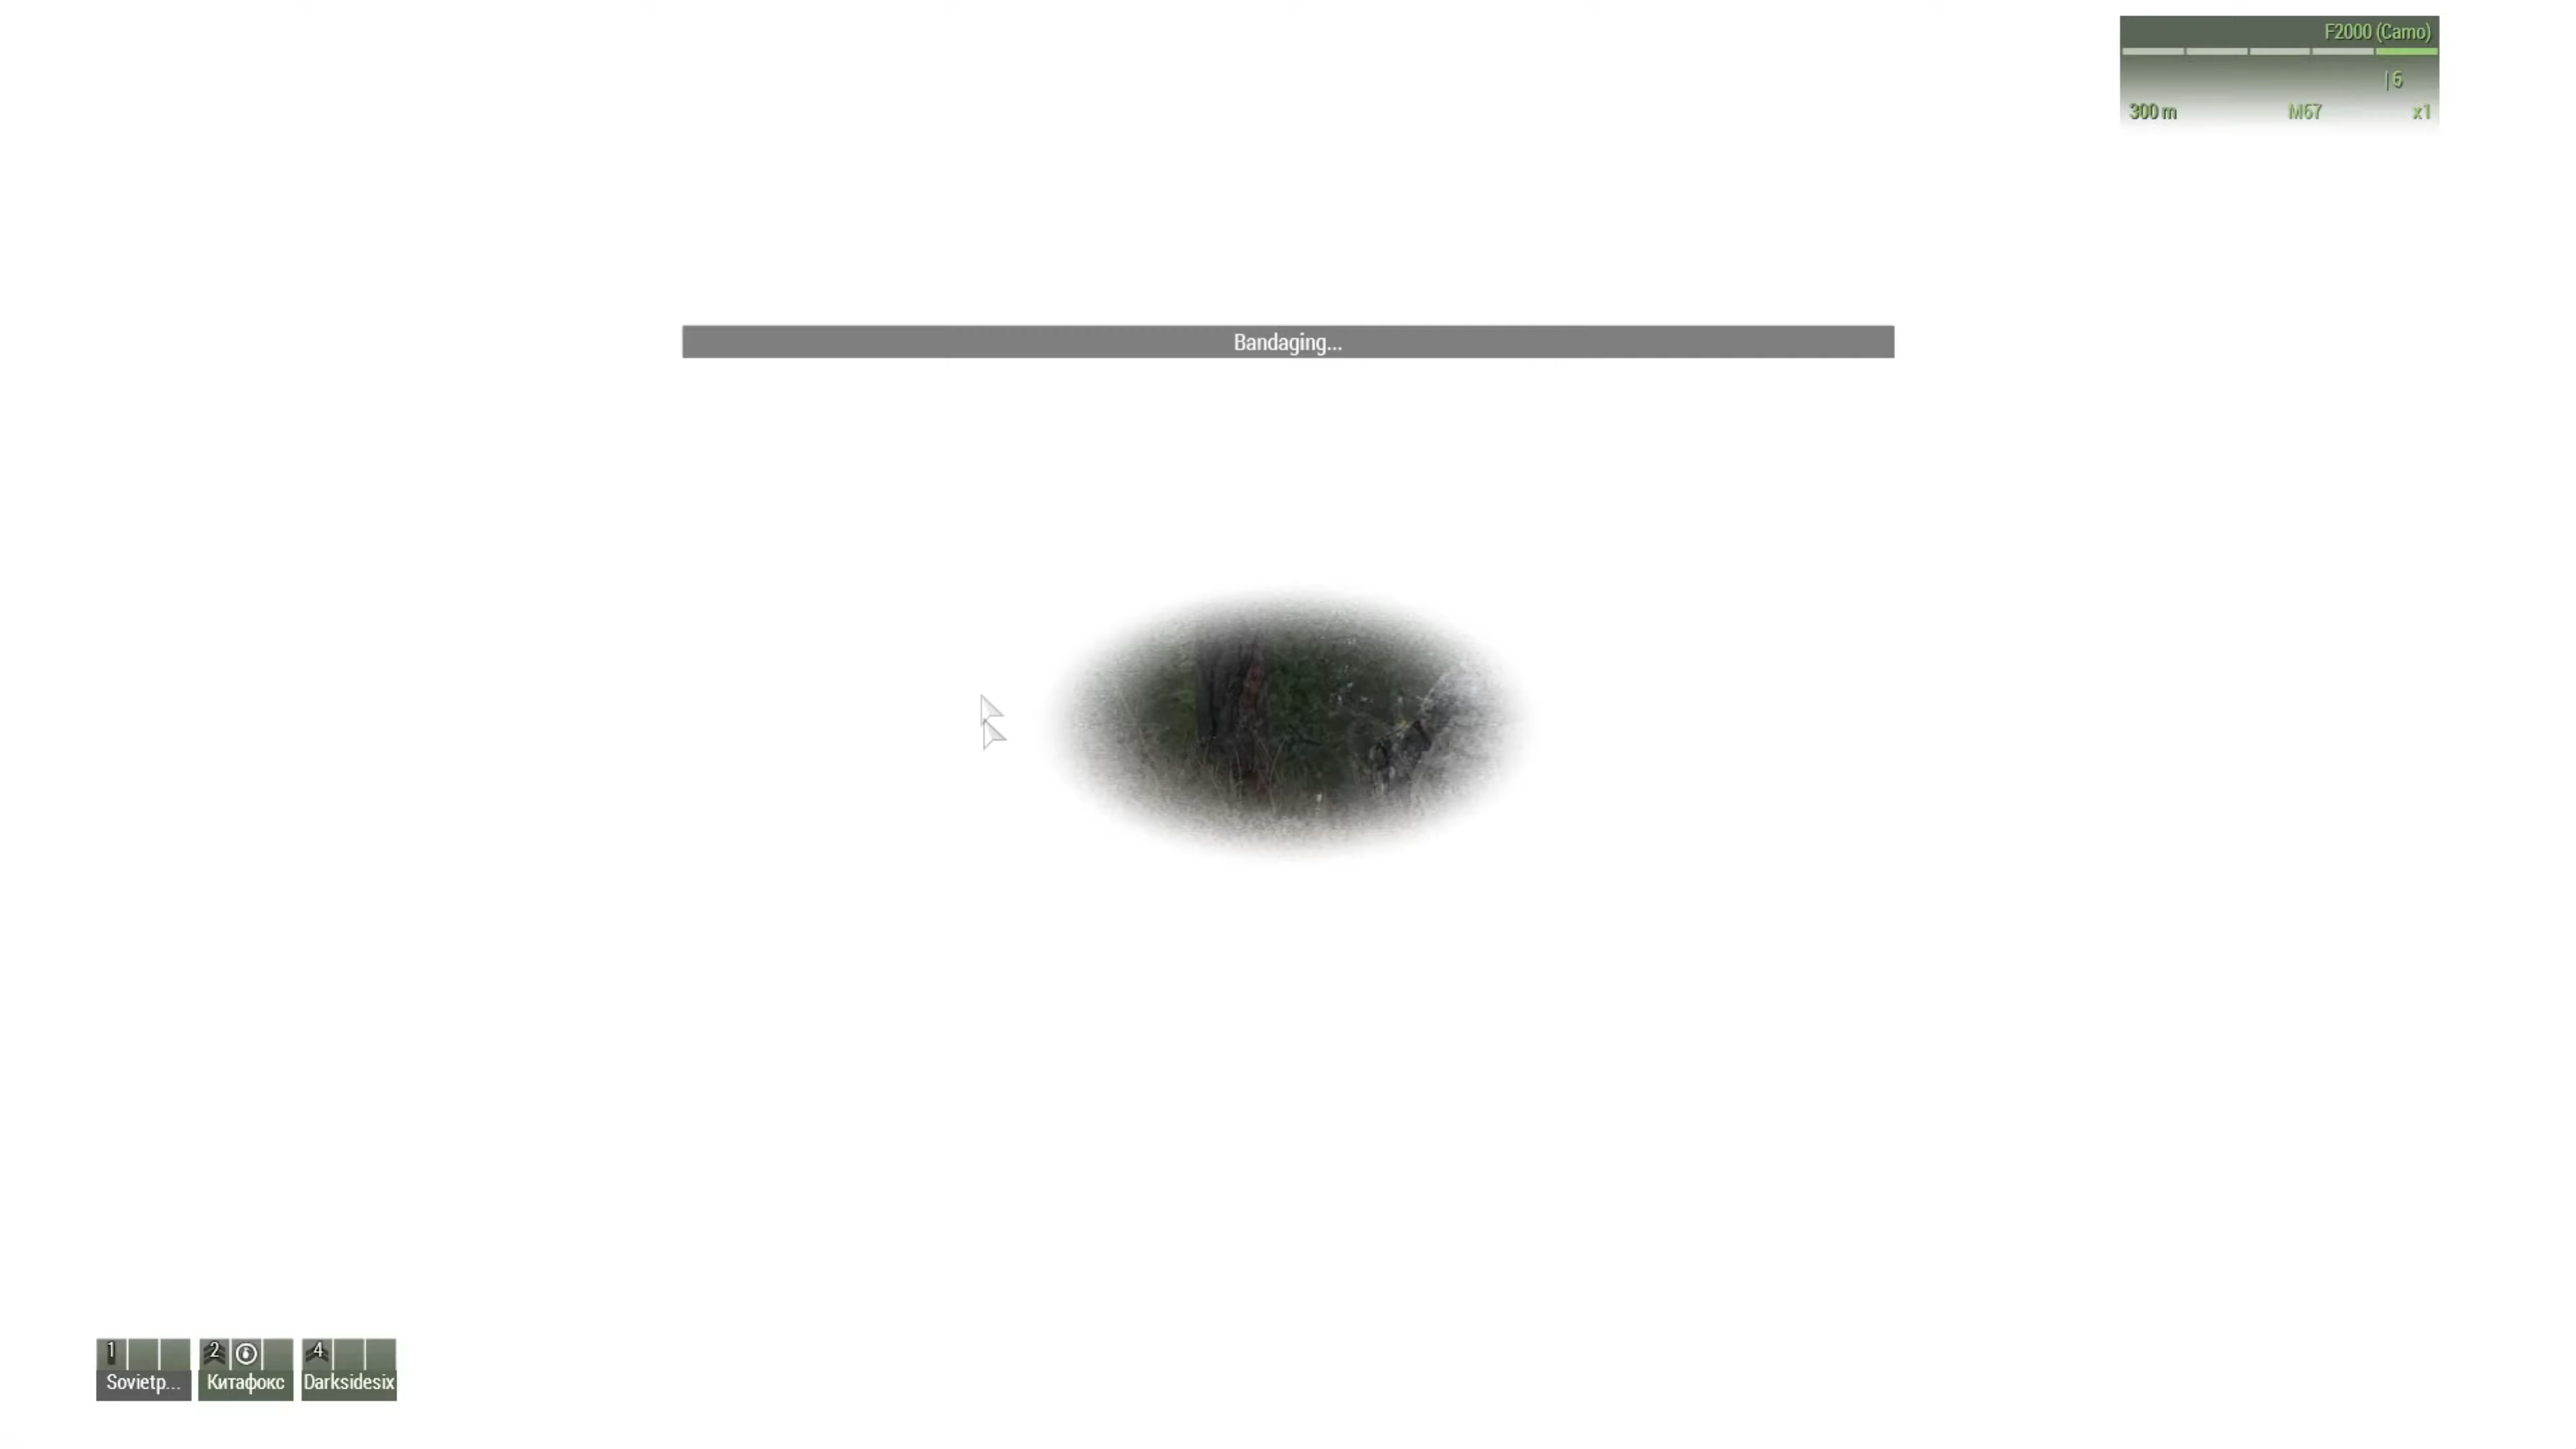 F2000 (Camo)
| 6
300 m M67 x1
Bandaging...
1 2 4
Sovietp... Китафокс Darksidesix